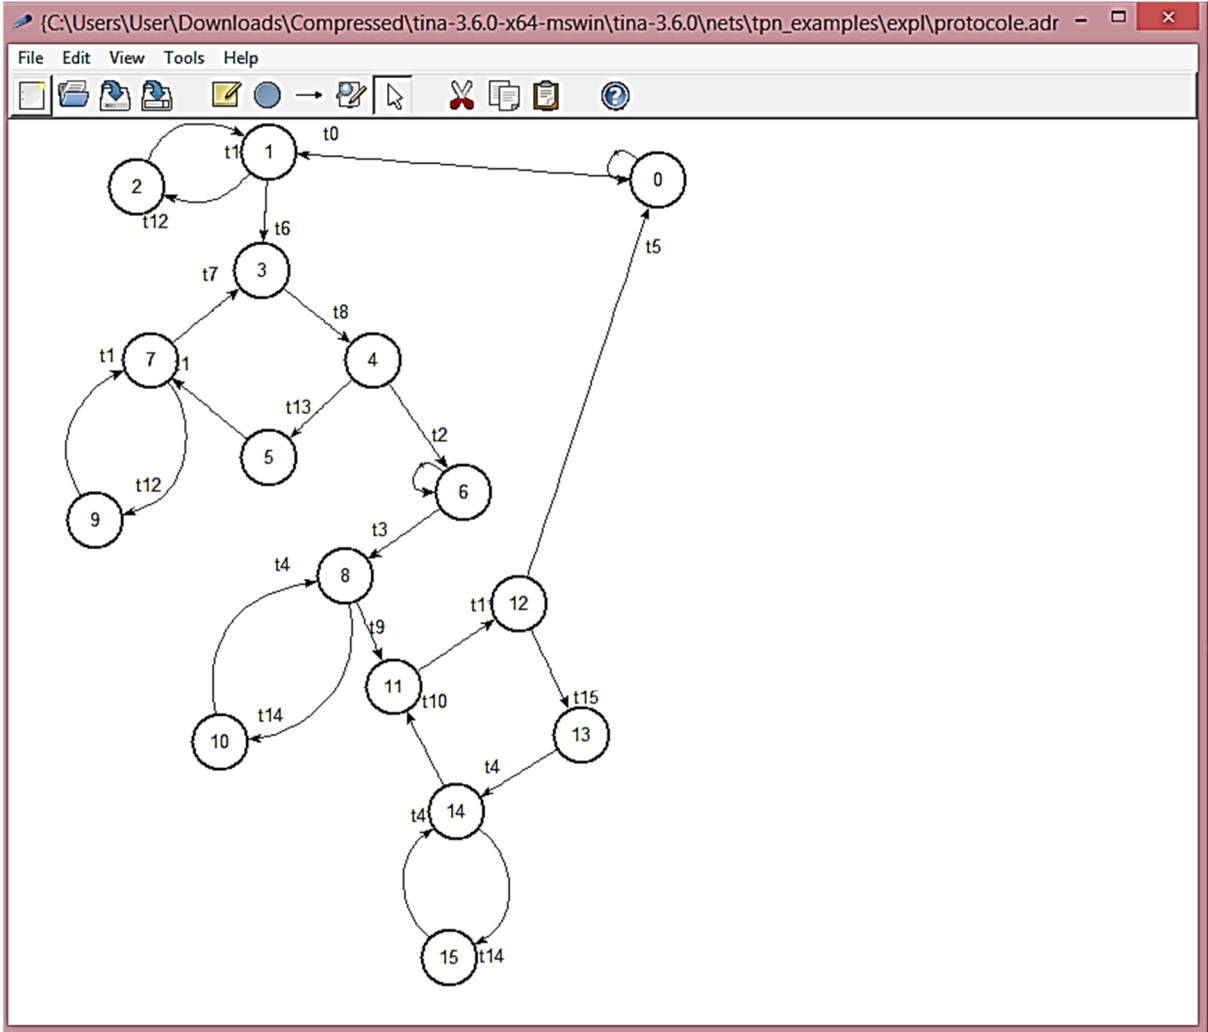 {C:\Users\User\Downloads\Compressed\tina-3.6.0-x64-mswin\tina-3.6.0\nets\tpn_examples\expl\protocole.adr
File Edit View Tools Help
t0
t1 1
0
2
t12
t6
t5
3
t7
t8
t1 7 1
4
t13
t2
5
t12
6
9
t3
t4
8
t11 12
t9
11
t10
t15
t14
10
13
t4
t4 14
15 t14